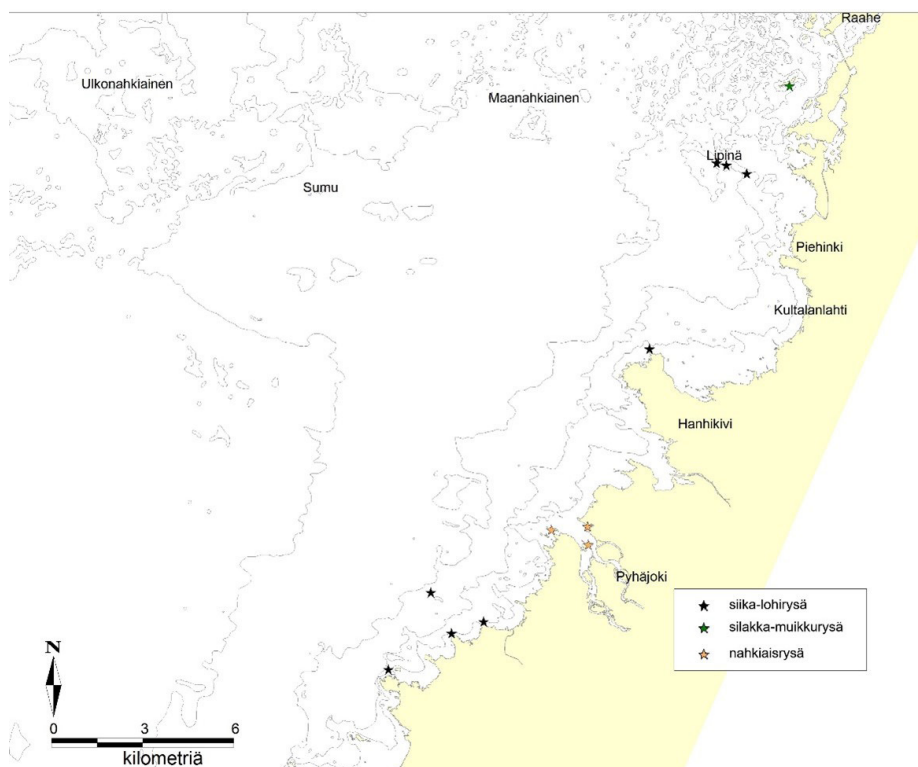 Raahe
Ulkonahkiainen
Maanahkiainen
Lipinä
Sumu
Piehinki
Kultalanlahti
Hanhikivi
Pyhäjoki
siika-lohirysä
silakka-muikkurysä
nahkiaisrysä
N
0 3 6
kilometriä